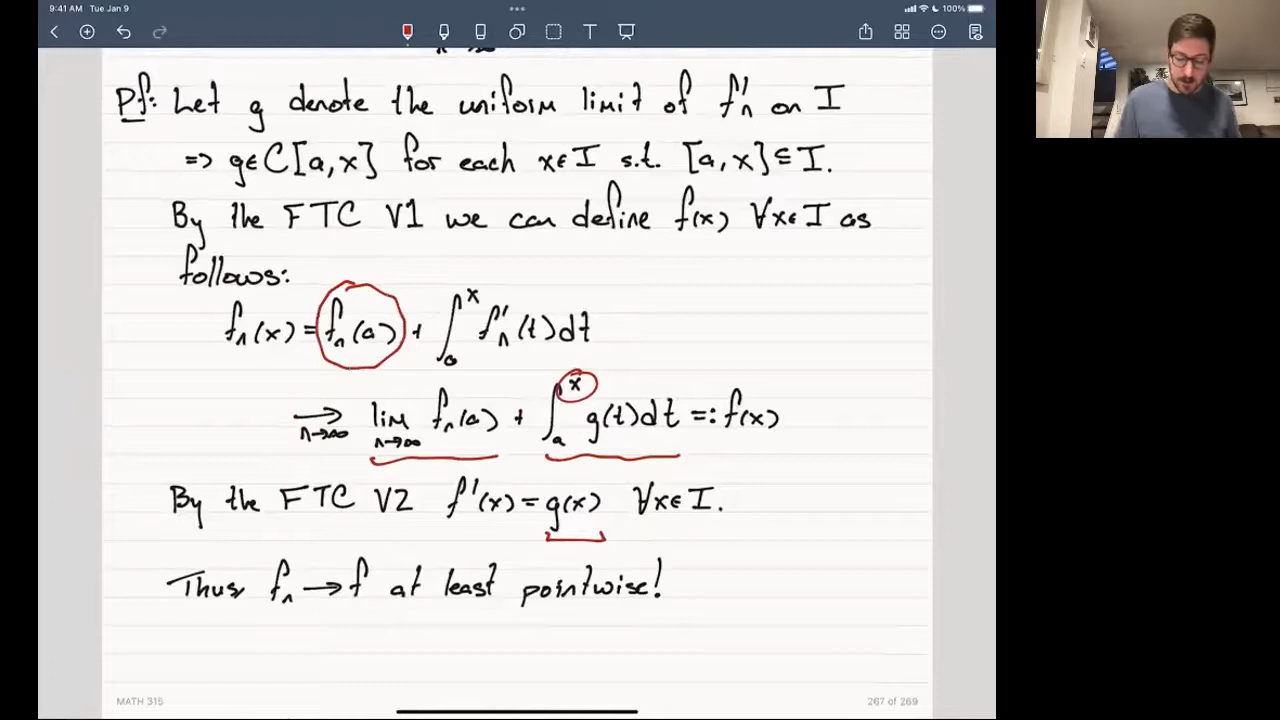 9:41 AM Tue Jan 9
100%
Pf: Let g denote the uniform limit of f'ₙ on I
=> g∈C[a,x] for each x∈I s.t. [a,x]⊆I.
By the FTC V1 we can define f(x) ∀x∈I as
follows:
fₙ(x) = fₙ(a) + ∫ₐˣ f'ₙ(t)dt
→ n→∞ lim n→∞ fₙ(a) + ∫ₐˣ g(t)dt =: f(x)
By the FTC V2 f'(x) = g(x) ∀x∈I.
Thus fₙ → f at least pointwise!
MATH 315
267 of 269